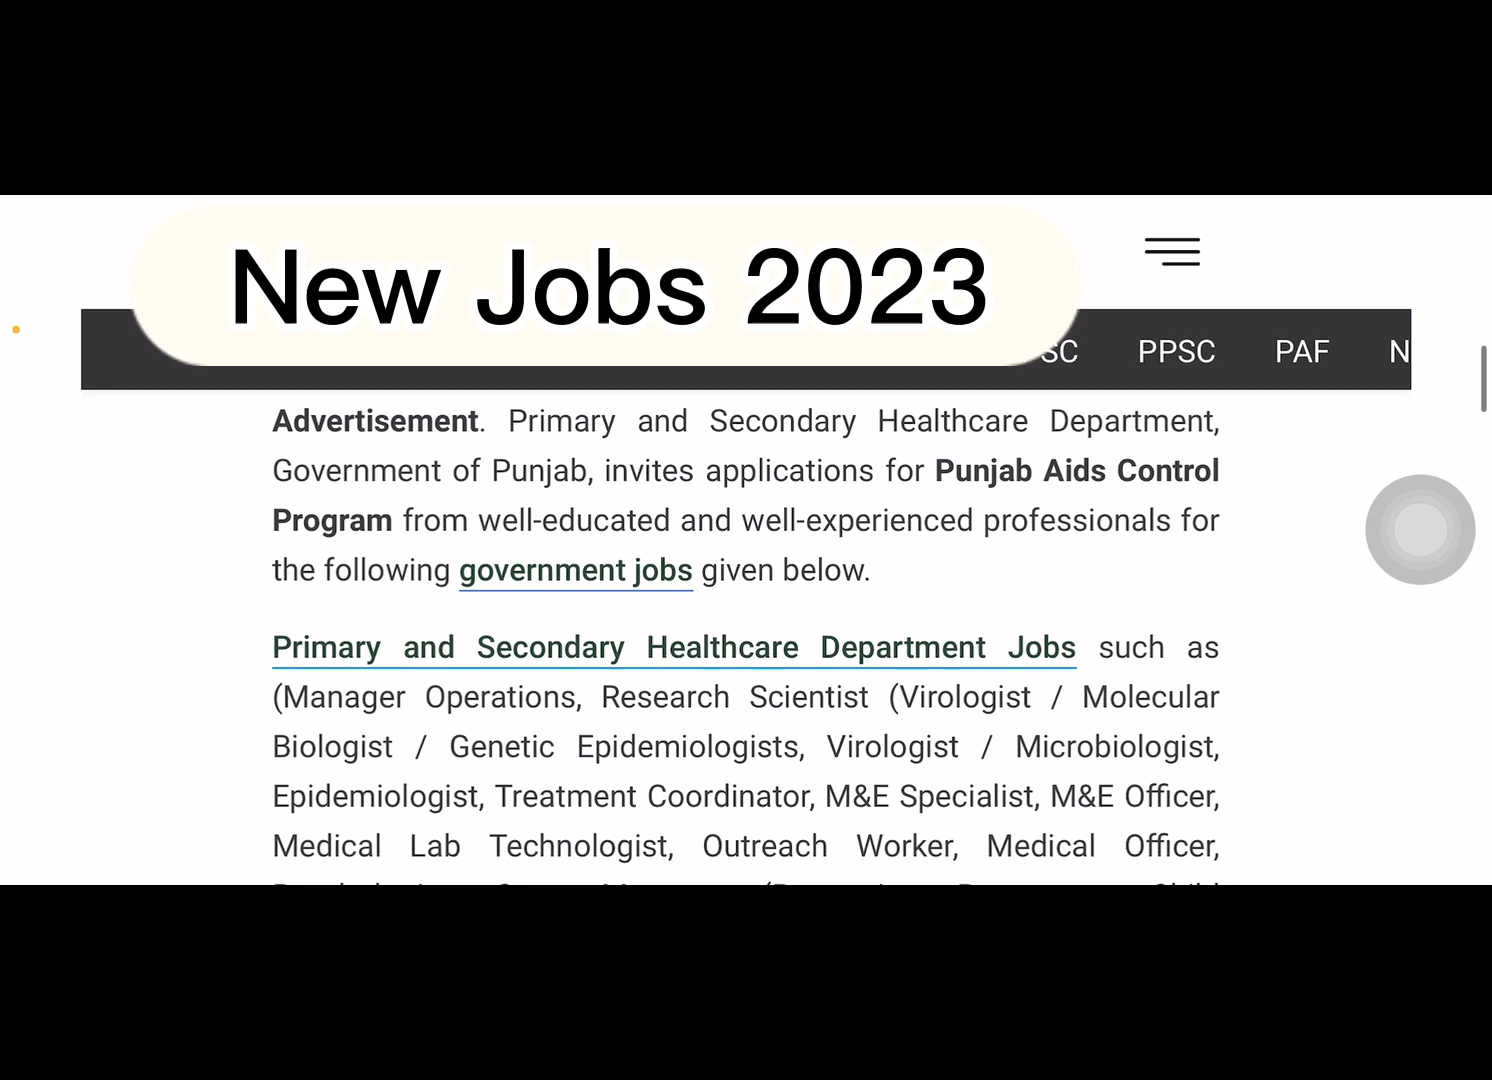 New Jobs 2023
SC PPSC PAF N
Advertisement. Primary and Secondary Healthcare Department,
Government of Punjab, invites applications for Punjab Aids Control
Program from well-educated and well-experienced professionals for
the following government jobs given below.
Primary and Secondary Healthcare Department Jobs such as
(Manager Operations, Research Scientist (Virologist / Molecular
Biologist / Genetic Epidemiologists, Virologist / Microbiologist,
Epidemiologist, Treatment Coordinator, M&E Specialist, M&E Officer,
Medical Lab Technologist, Outreach Worker, Medical Officer,